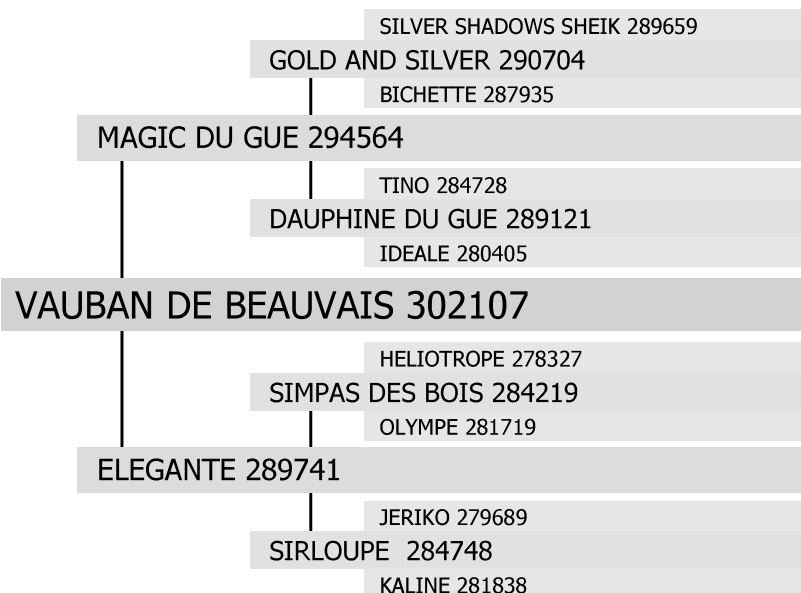 SILVER SHADOWS SHEIK 289659
GOLD AND SILVER 290704
BICHETTE 287935
MAGIC DU GUE 294564
TINO 284728
DAUPHINE DU GUE 289121
IDEALE 280405
VAUBAN DE BEAUVAIS 302107
HELIOTROPE 278327
SIMPAS DES BOIS 284219
OLYMPE 281719
ELEGANTE 289741
JERIKO 279689
SIRLOUPE  284748
KALINE 281838